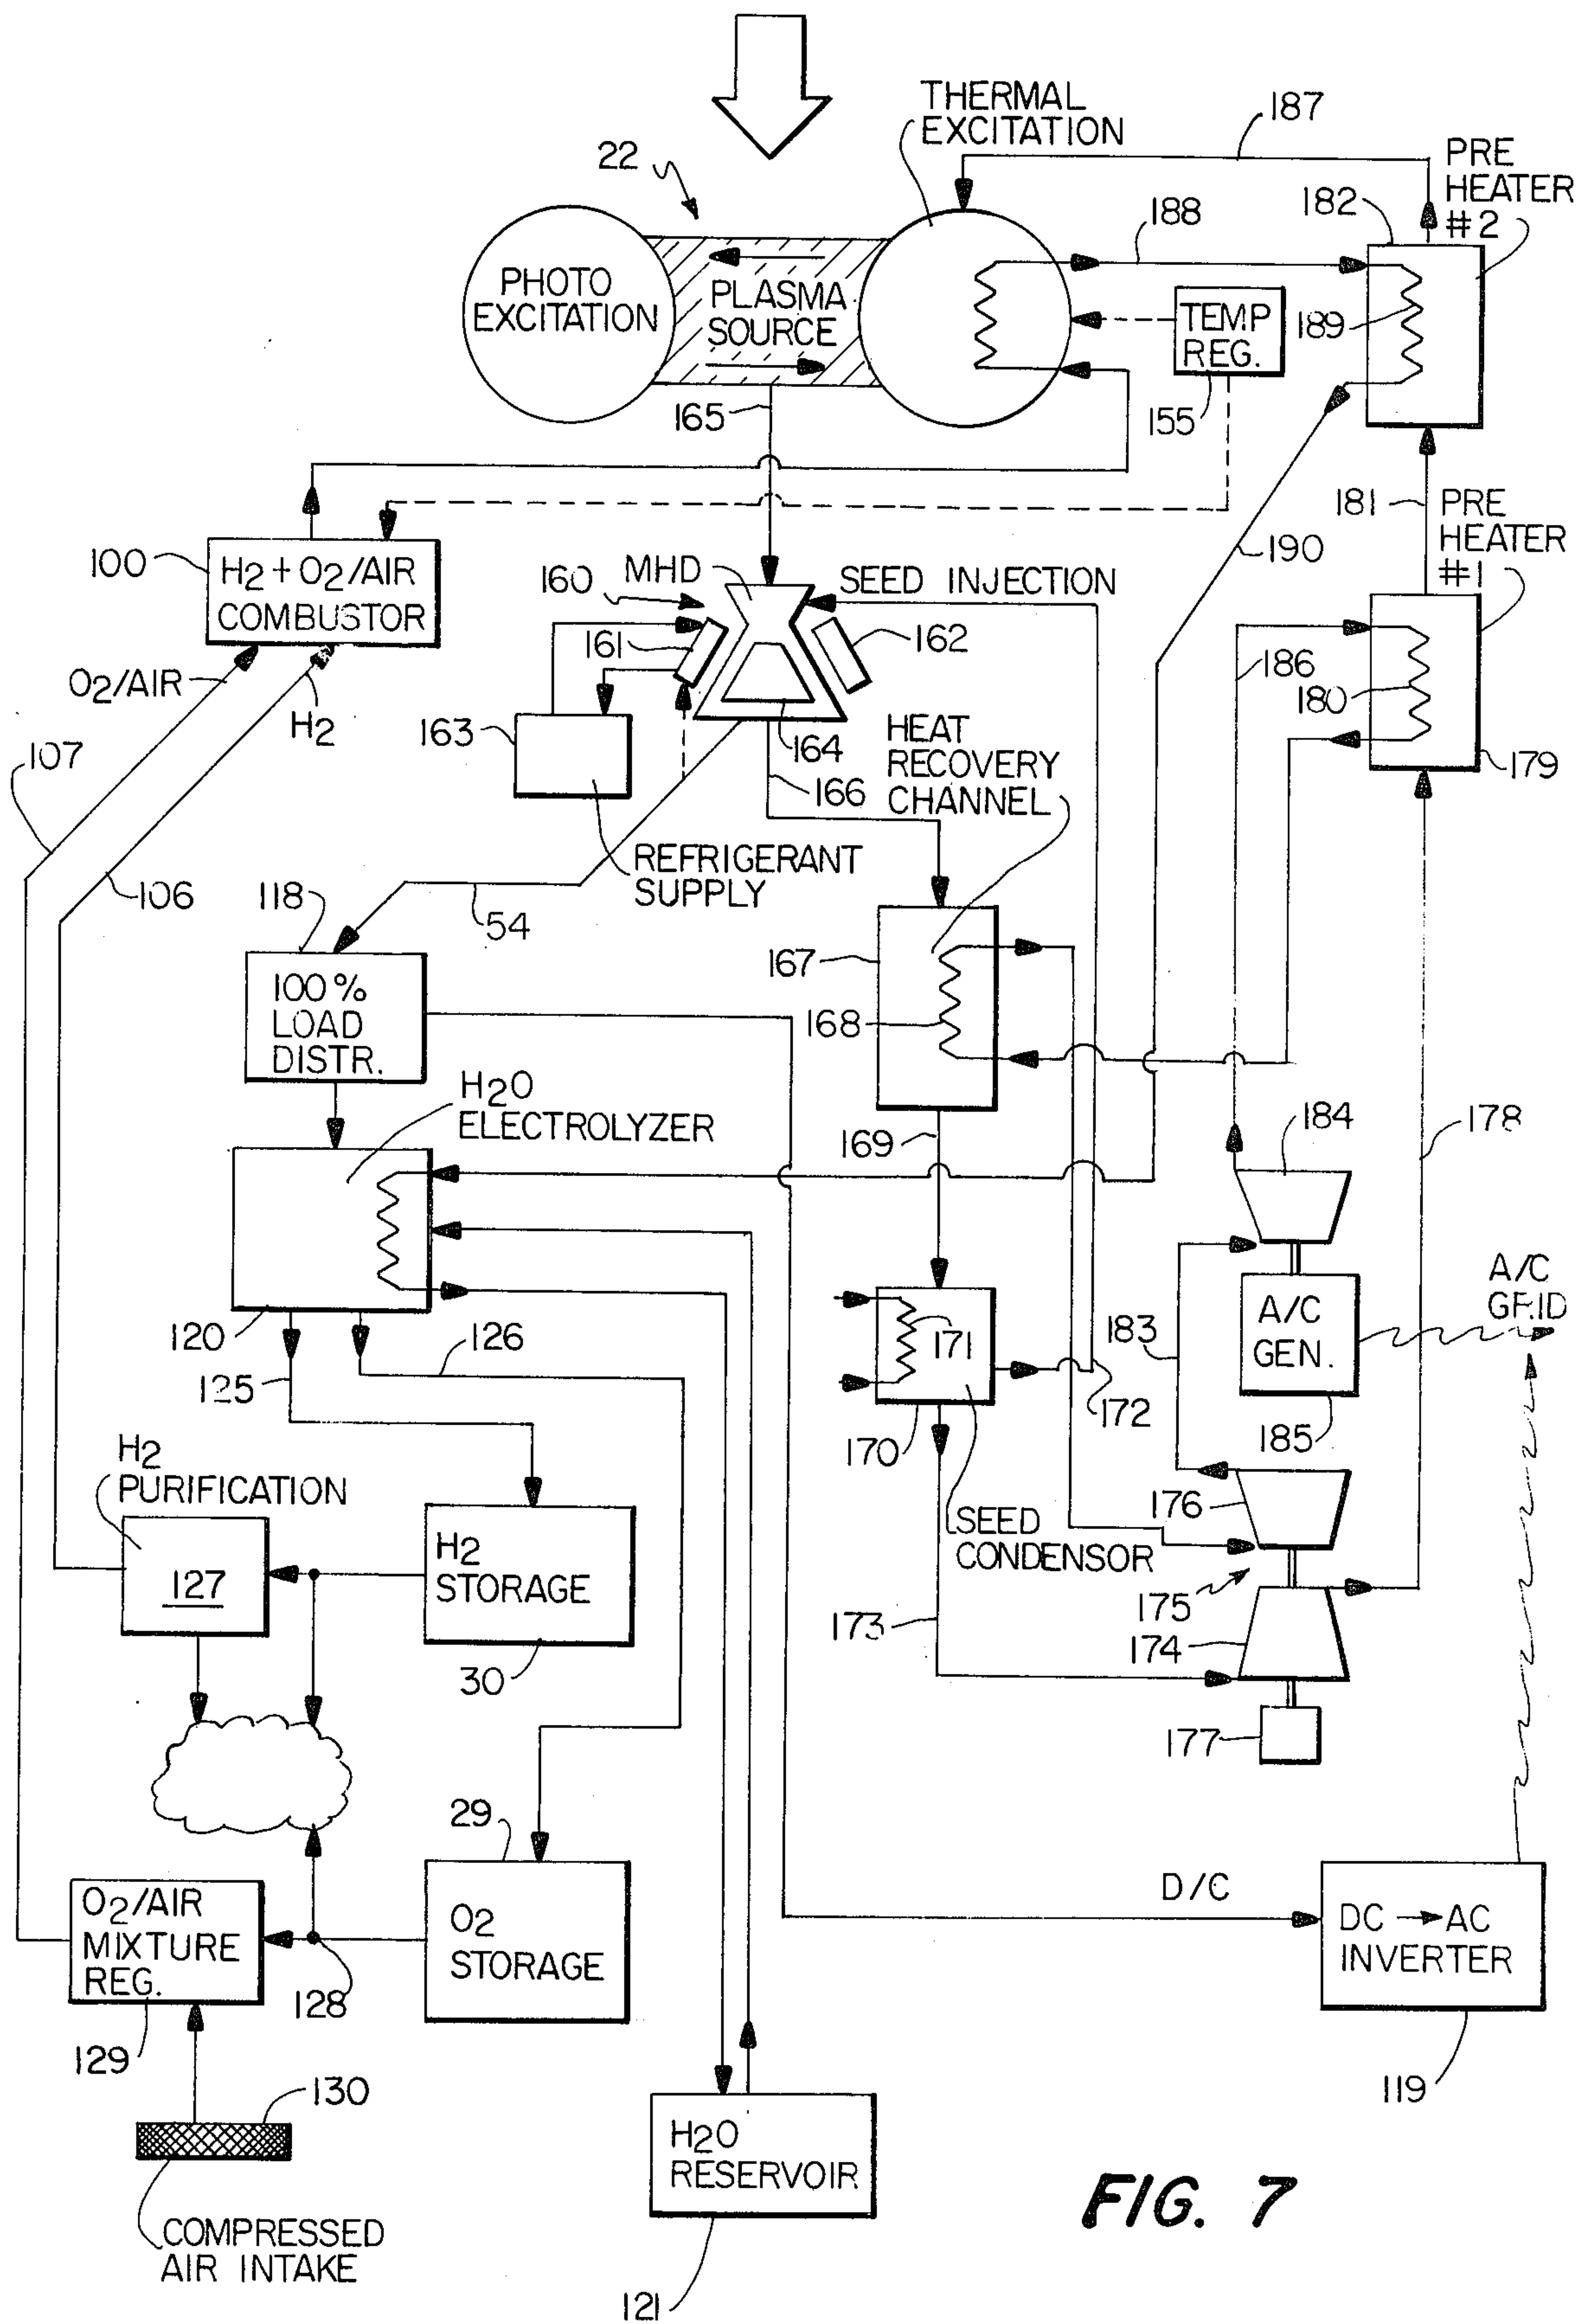 THERMAL
EXCITATION
187
PRE
HEATER
#2
22
182
188
PHOTO
EXCITATION
PLASMA
SOURCE
TEMP
REG.
189
165
155
181
PRE
HEATER
#1
190
100
H2 + O2/AIR
COMBUSTOR
160
MHD
SEED INJECTION
161
162
186
180
O2/AIR
H2
163
164
HEAT
RECOVERY
CHANNEL
179
107
166
106
REFRIGERANT
SUPPLY
118
54
167
100%
LOAD
DISTR.
168
H2O
ELECTROLYZER
169
184
178
A/C
GRID
120
126
171
183
A/C
GEN.
125
172
170
185
H2
PURIFICATION
176
SEED
CONDENSOR
H2
STORAGE
127
175
173
174
30
177
29
D/C
O2/AIR
MIXTURE
REG.
O2
STORAGE
DC → AC
INVERTER
128
129
119
130
H2O
RESERVOIR
COMPRESSED
AIR INTAKE
121
FIG. 7